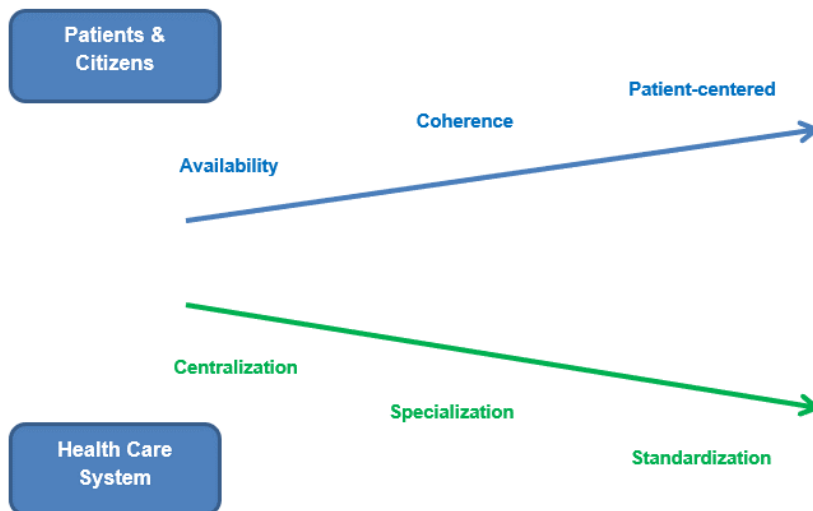 Patients &
Citizens
Patient-centered
Coherence
Availability
Centralization
Specialization
Health Care
System
Standardization